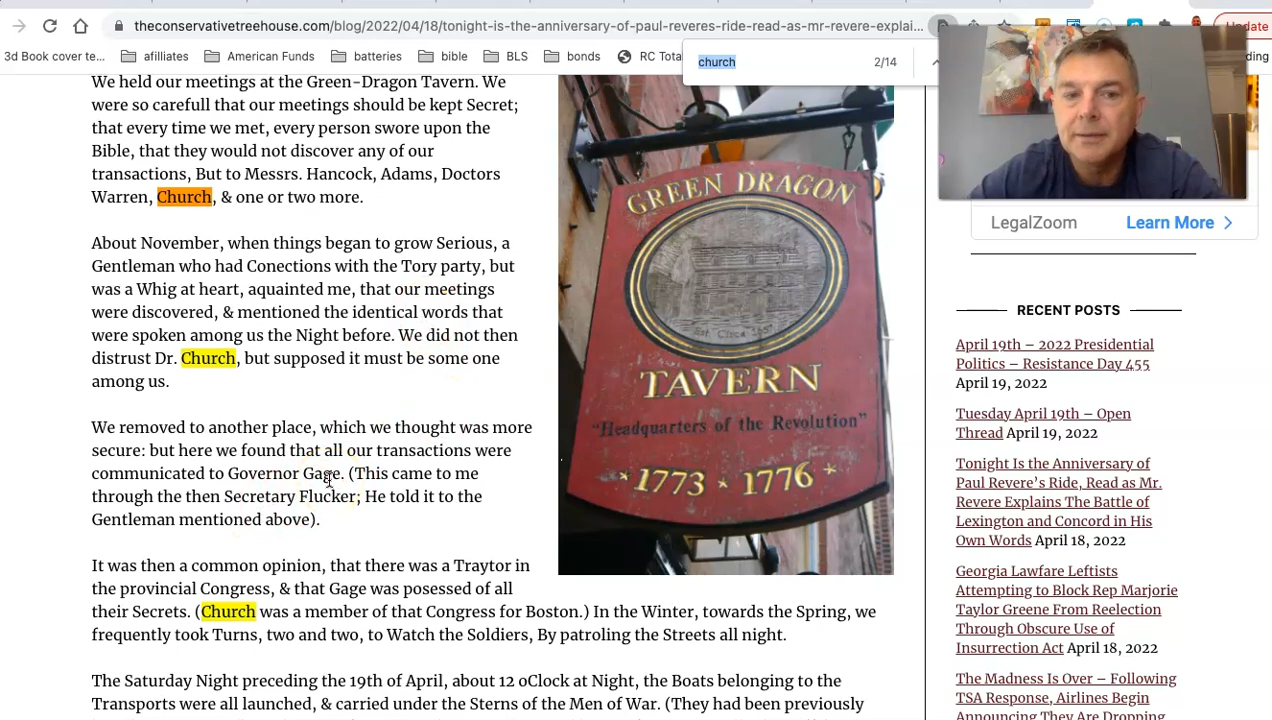 theconservativetreehouse.com/blog/2022/04/18/tonight-is-the-anniversary-of-paul-reveres-ride-read-as-mr-revere-explai...
Update
3d Book cover te...
afilliates
American Funds
batteries
bible
BLS
bonds
RC Tota
church
2/14
We held our meetings at the Green-Dragon Tavern. We
were so carefull that our meetings should be kept Secret;
that every time we met, every person swore upon the
Bible, that they would not discover any of our
transactions, But to Messrs. Hancock, Adams, Doctors
Warren, Church, & one or two more.
About November, when things began to grow Serious, a
Gentleman who had Conections with the Tory party, but
was a Whig at heart, aquainted me, that our meetings
were discovered, & mentioned the identical words that
were spoken among us the Night before. We did not then
distrust Dr. Church, but supposed it must be some one
among us.
We removed to another place, which we thought was more
secure: but here we found that all our transactions were
communicated to Governor Gage. (This came to me
through the then Secretary Flucker; He told it to the
Gentleman mentioned above).
It was then a common opinion, that there was a Traytor in
the provincial Congress, & that Gage was posessed of all
their Secrets. (Church was a member of that Congress for Boston.) In the Winter, towards the Spring, we
frequently took Turns, two and two, to Watch the Soldiers, By patroling the Streets all night.
The Saturday Night preceding the 19th of April, about 12 oClock at Night, the Boats belonging to the
Transports were all launched, & carried under the Sterns of the Men of War. (They had been previously
GREEN DRAGON
TAVERN
"Headquarters of the Revolution"
1773 1776
LegalZoom
Learn More
RECENT POSTS
April 19th – 2022 Presidential
Politics – Resistance Day 455
April 19, 2022
Tuesday April 19th – Open
Thread April 19, 2022
Tonight Is the Anniversary of
Paul Revere's Ride, Read as Mr.
Revere Explains The Battle of
Lexington and Concord in His
Own Words April 18, 2022
Georgia Lawfare Leftists
Attempting to Block Rep Marjorie
Taylor Greene From Reelection
Through Obscure Use of
Insurrection Act April 18, 2022
The Madness Is Over – Following
TSA Response, Airlines Begin
Announcing They Are Dropping